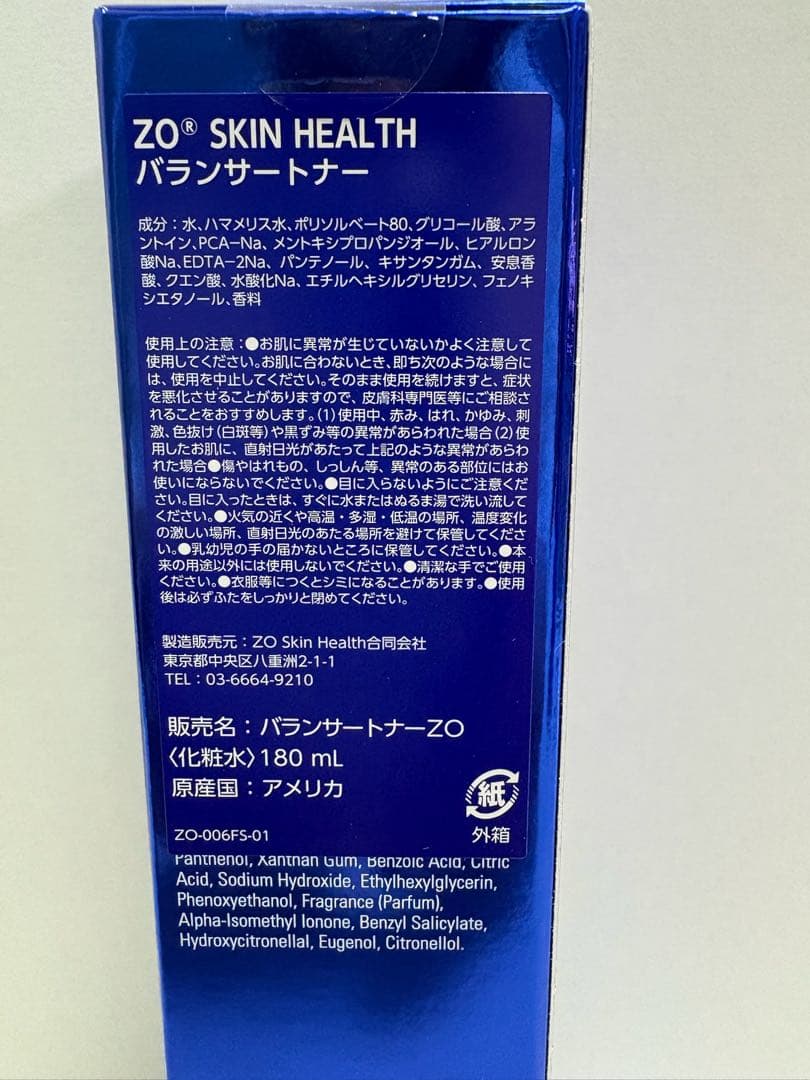 ZO® SKIN HEALTH
バランサートナー
成分：水、ハマメリス水、ポリソルベート80、グリコール酸、アラ
ントイン、PCA−Na、メントキシプロパンジオール、ヒアルロン
酸Na、EDTA−2Na、パンテノール、キサンタンガム、安息香
酸、クエン酸、水酸化Na、エチルヘキシルグリセリン、フェノキ
シエタノール、香料
使用上の注意：●お肌に異常が生じていないかよく注意して
使用してください。お肌に合わないとき、即ち次のような場合に
は、使用を中止してください。そのまま使用を続けますと、症状
を悪化させることがありますので、皮膚科専門医等にご相談さ
れることをおすすめします。(1)使用中、赤み、はれ、かゆみ、刺
激、色抜け(白斑等)や黒ずみ等の異常があらわれた場合(2)使
用したお肌に、直射日光があたって上記のような異常があらわ
れた場合●傷やはれもの、しっしん等、異常のある部位にはお
使いにならないでください。●目に入らないようにご注意くだ
さい。目に入ったときは、すぐに水またはぬるま湯で洗い流して
ください。●火気の近くや高温・多湿・低温の場所、温度変化
の激しい場所、直射日光のあたる場所を避けて保管してくださ
い。●乳幼児の手の届かないところに保管してください。●本
来の用途以外には使用しないでください。●清潔な手でご使用
ください。●衣服等につくとシミになることがあります。●使用
後は必ずふたをしっかりと閉めてください。
製造販売元：ZO Skin Health合同会社
東京都中央区八重洲2-1-1
TEL：03-6664-9210
販売名：バランサートナーZO
〈化粧水〉180 mL
原産国：アメリカ
紙
ZO-006FS-01 外箱
Panthenol, Xanthan Gum, Benzoic Acid, Citric
Acid, Sodium Hydroxide, Ethylhexylglycerin,
Phenoxyethanol, Fragrance (Parfum),
Alpha-Isomethyl Ionone, Benzyl Salicylate,
Hydroxycitronellal, Eugenol, Citronellol.